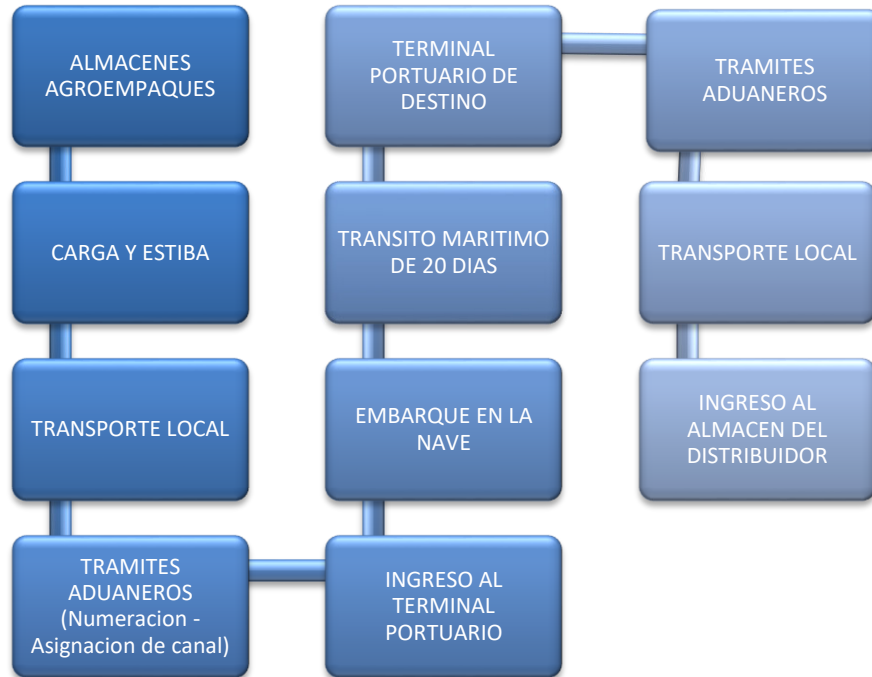 ALMACENES
AGROEMPAQUES
CARGA Y ESTIBA
TRANSPORTE LOCAL
TRAMITES
ADUANEROS
(Numeracion -
Asignacion de canal)
INGRESO AL
TERMINAL
PORTUARIO
EMBARQUE EN LA
NAVE
TRANSITO MARITIMO
DE 20 DIAS
TERMINAL
PORTUARIO DE
DESTINO
TRAMITES
ADUANEROS
TRANSPORTE LOCAL
INGRESO AL
ALMACEN DEL
DISTRIBUIDOR